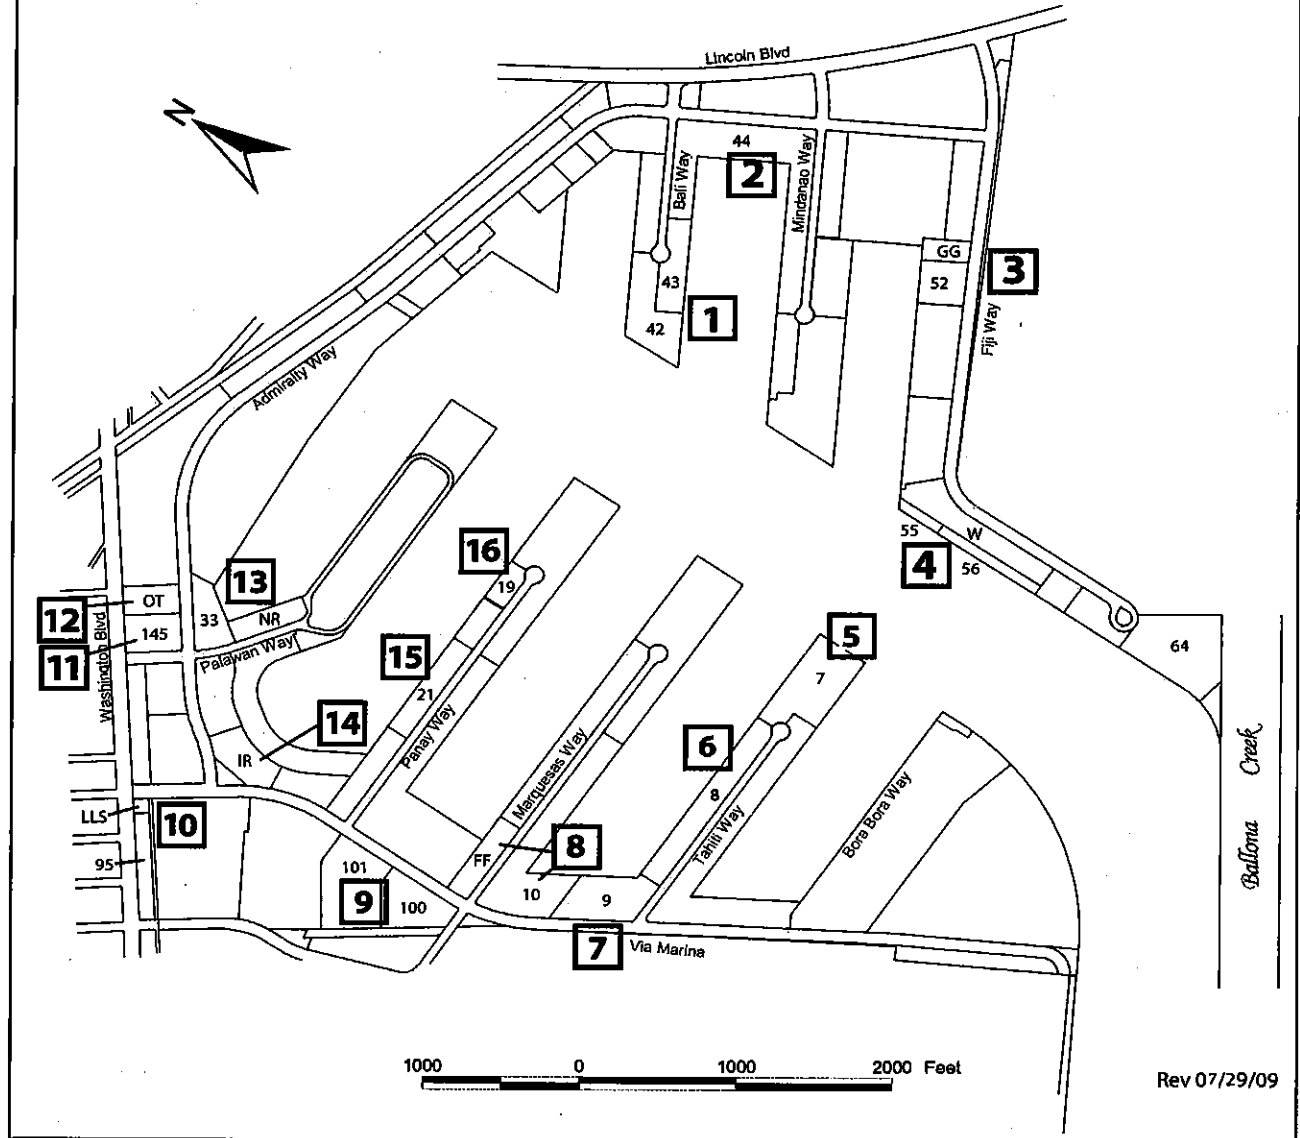 Lincoln Blvd
N
44
2
Bali Way
Mindanao Way
GG
3
52
43
1
42
Fiji Way
Admiralty Way
55
W
4
56
16
19
13
12
OT
33
NR
145
11
Washington Blvd
Palawan Way
15
21
5
7
64
14
IR
Panay Way
6
8
Marquesas Way
Tahiti Way
Bora Bora Way
Ballona Creek
LLS
10
95
8
FF
101
9
100
10
9
7
Via Marina
1000 0 1000 2000 Feet
Rev 07/29/09